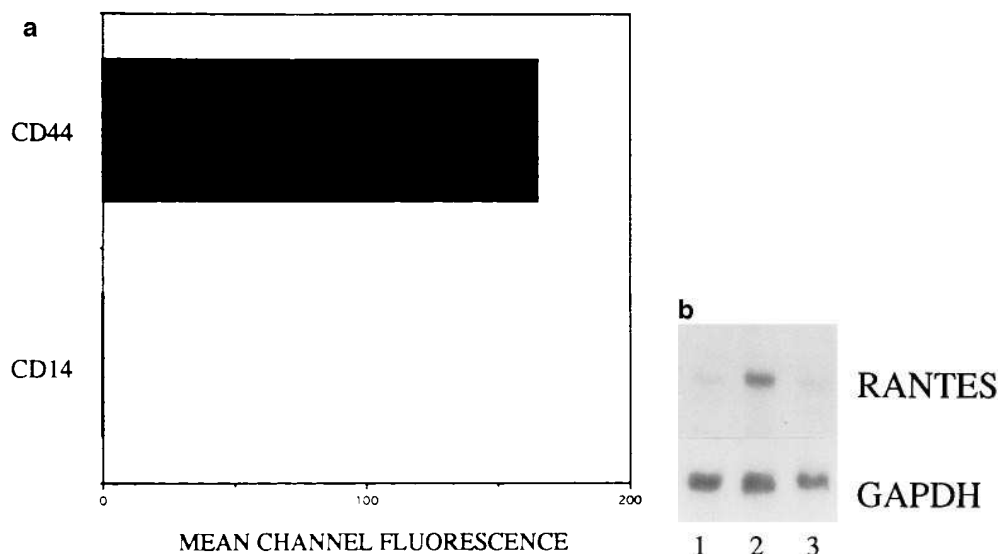 a
CD44
CD14
0 100 200
MEAN CHANNEL FLUORESCENCE
b
RANTES
GAPDH
1 2 3